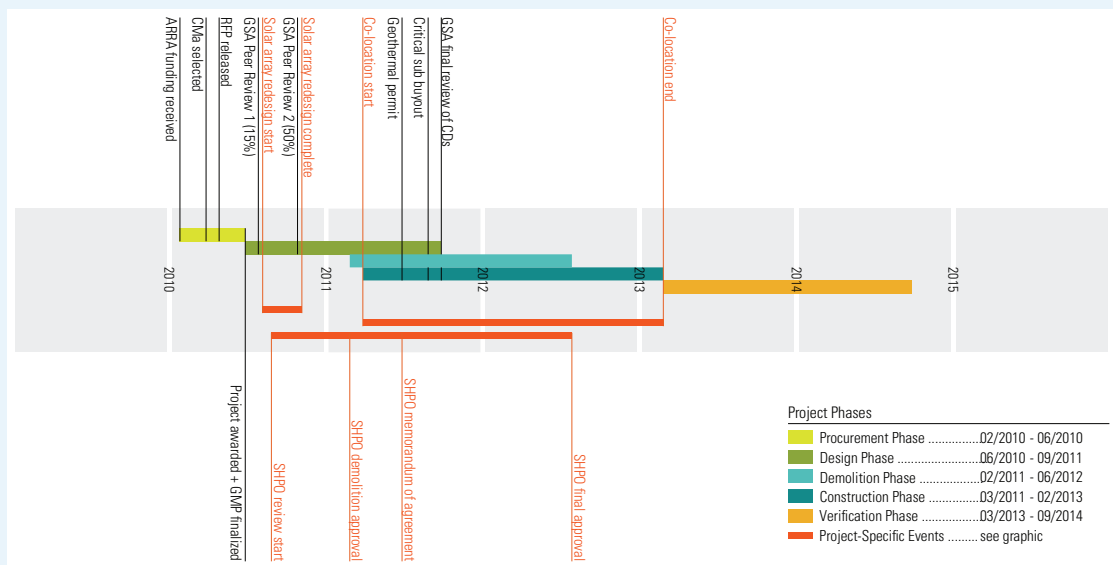 ARRA funding received
CMa selected
RFP released
GSA Peer Review 1 (15%)
Solar array redesign start
GSA Peer Review 2 (50%)
Solar array redesign complete
Co-location start
Geothermal permit
Critical sub buyout
GSA final review of CDs
Co-location end
2010
2011
2012
2013
2014
2015
Project awarded + GMP finalized
SHPO review start
SHPO demolition approval
SHPO memorandum of agreement
SHPO final approval
Project Phases
Procurement Phase ................02/2010 - 06/2010
Design Phase ........................06/2010 - 09/2011
Demolition Phase ..................02/2011 - 06/2012
Construction Phase ...............03/2011 - 02/2013
Verification Phase .................03/2013 - 09/2014
Project-Specific Events ......... see graphic